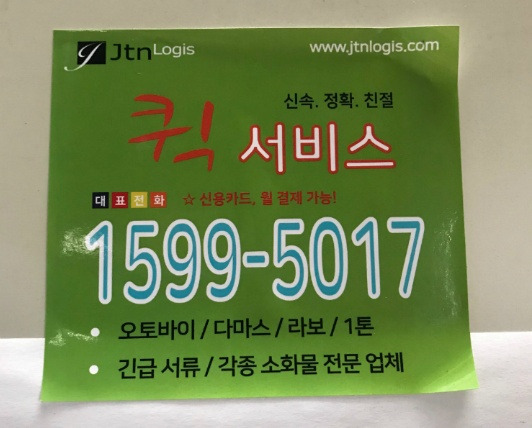 Jtn Logis www.jtnlogis.com
신속. 정확. 친절
퀵 서비스
대표전화 ☆ 신용카드, 월 결제 가능!
1599-5017
• 오토바이 / 다마스 / 라보 / 1톤
• 긴급 서류 / 각종 소화물 전문 업체